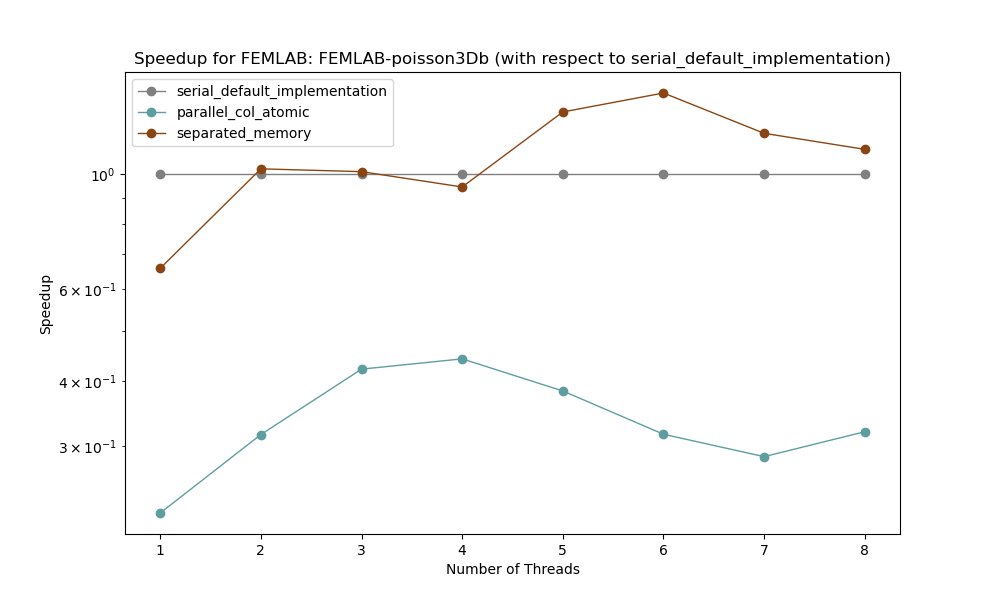 Speedup for FEMLAB: FEMLAB-poisson3Db (with respect to serial_default_implementation)
serial_default_implementation
parallel_col_atomic
separated_memory
10⁰
6 × 10⁻¹
4 × 10⁻¹
3 × 10⁻¹
Speedup
1 2 3 4 5 6 7 8
Number of Threads